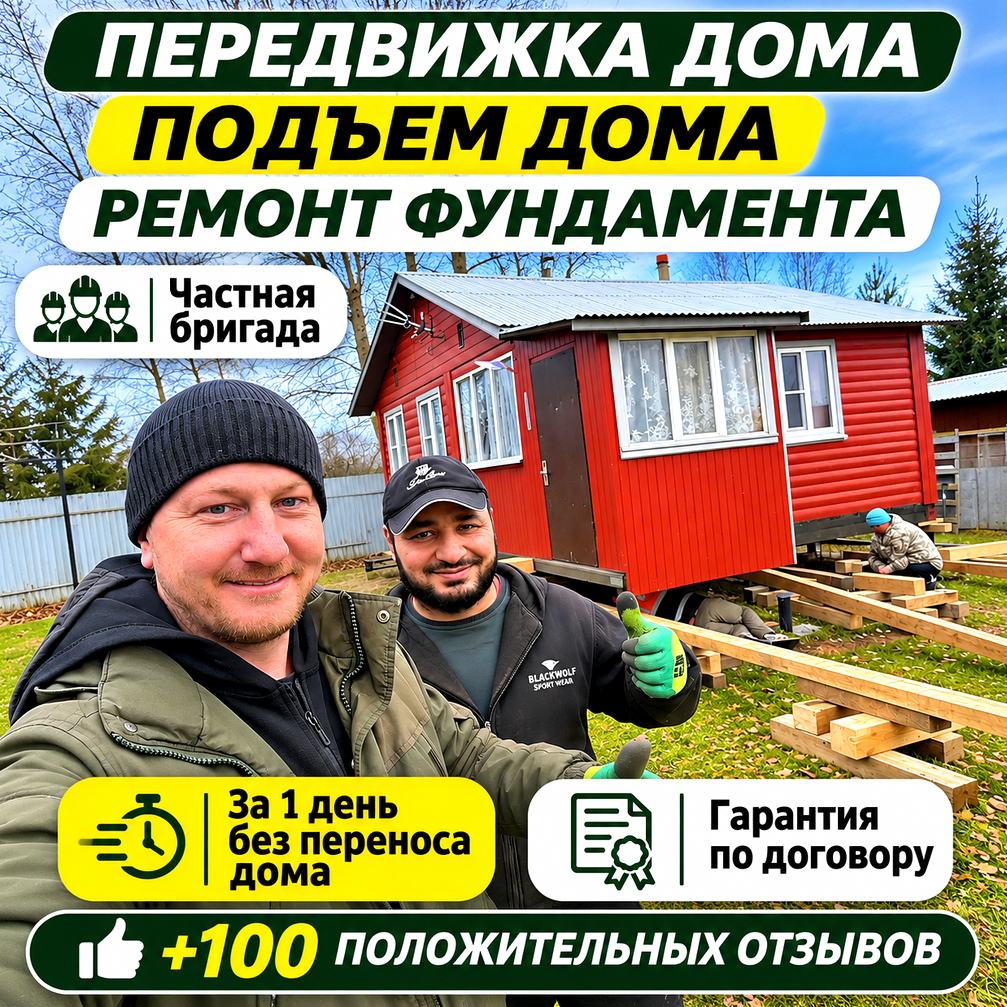 ПЕРЕДВИЖКА ДОМА
ПОДЪЕМ ДОМА
РЕМОНТ ФУНДАМЕНТА
Частная
бригада
BLACKWOLF
SPORT WEAR
За 1 день
без переноса
дома
Гарантия
по договору
+100 ПОЛОЖИТЕЛЬНЫХ ОТЗЫВОВ